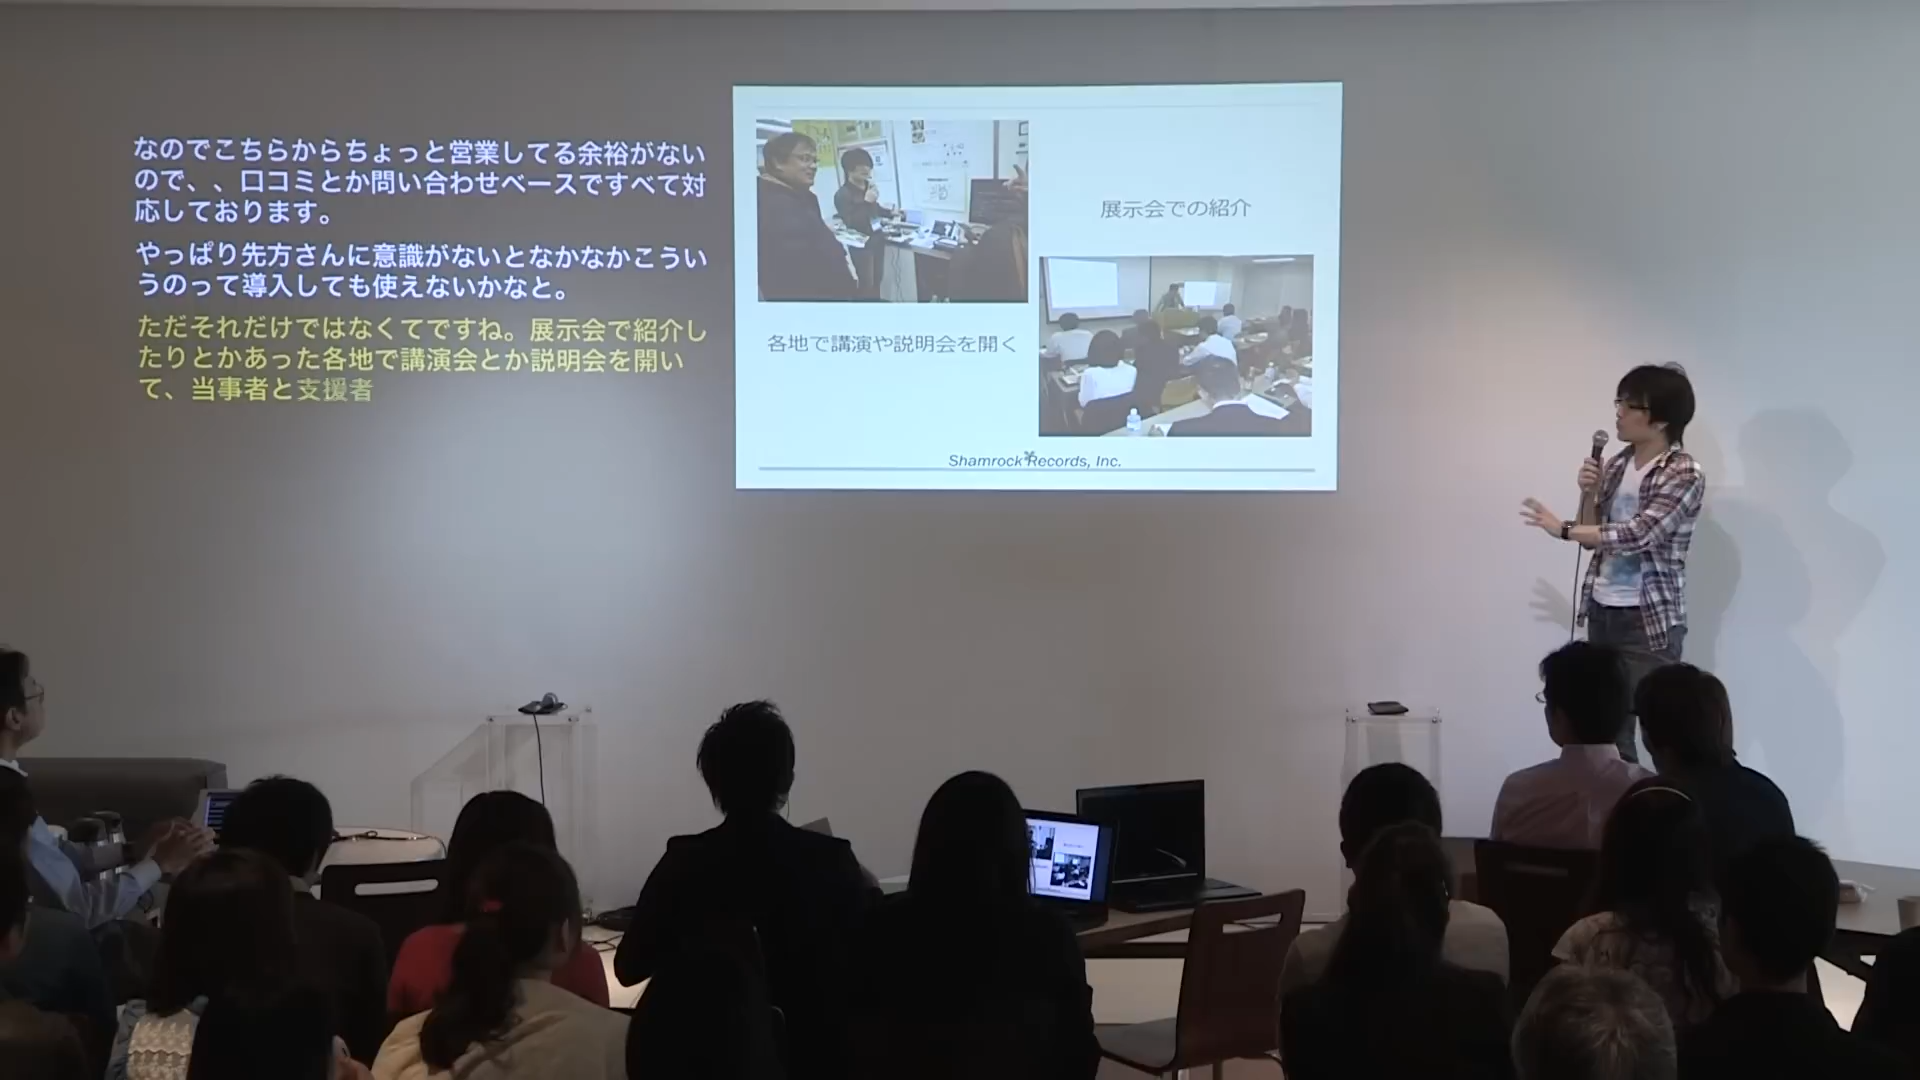 なのでこちらからちょっと営業してる余裕がない
ので、、口コミとか問い合わせベースですべて対
応しております。
やっぱり先方さんに意識がないとなかなかこうい
うのって導入しても使えないかなと。
ただそれだけではなくてですね。展示会で紹介し
たりとかあった各地で講演会とか説明会を開い
て、当事者と支援者
展示会での紹介
各地で講演や説明会を開く
Shamrock Records, Inc.